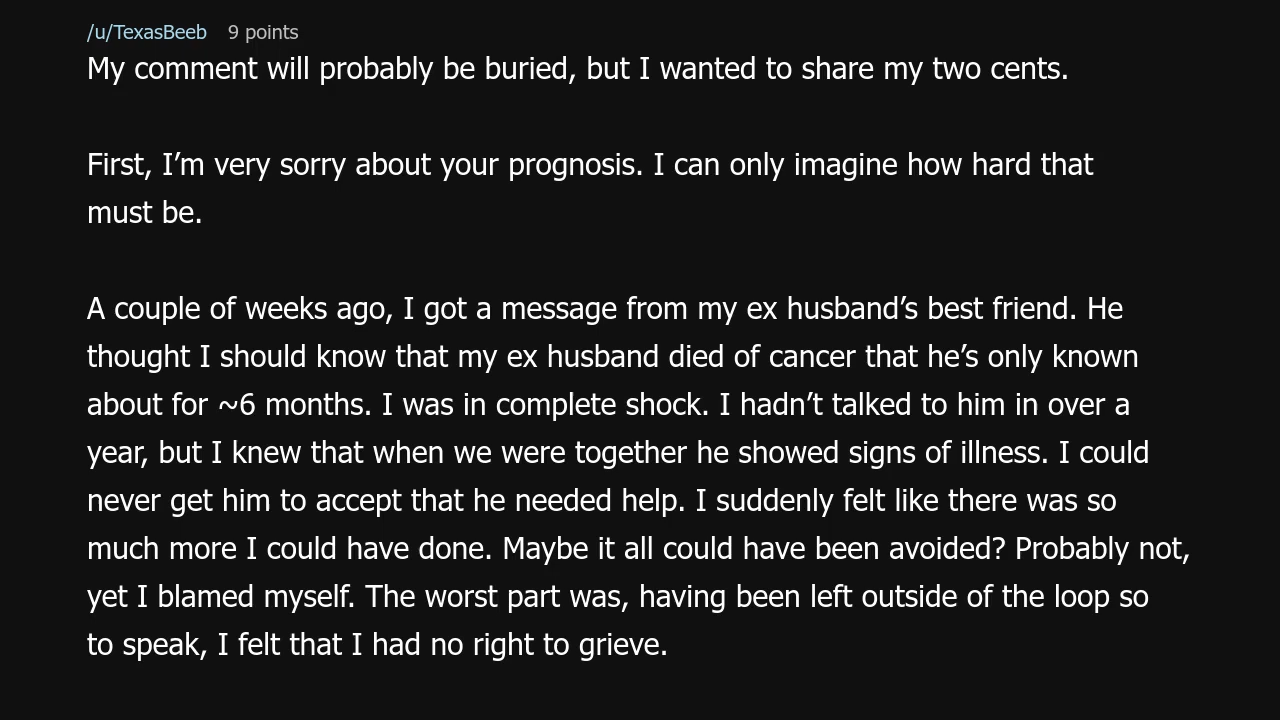 /u/TexasBeeb 9 points
My comment will probably be buried, but I wanted to share my two cents.
First, I’m very sorry about your prognosis. I can only imagine how hard that
must be.
A couple of weeks ago, I got a message from my ex husband’s best friend. He
thought I should know that my ex husband died of cancer that he’s only known
about for ~6 months. I was in complete shock. I hadn’t talked to him in over a
year, but I knew that when we were together he showed signs of illness. I could
never get him to accept that he needed help. I suddenly felt like there was so
much more I could have done. Maybe it all could have been avoided? Probably not,
yet I blamed myself. The worst part was, having been left outside of the loop so
to speak, I felt that I had no right to grieve.